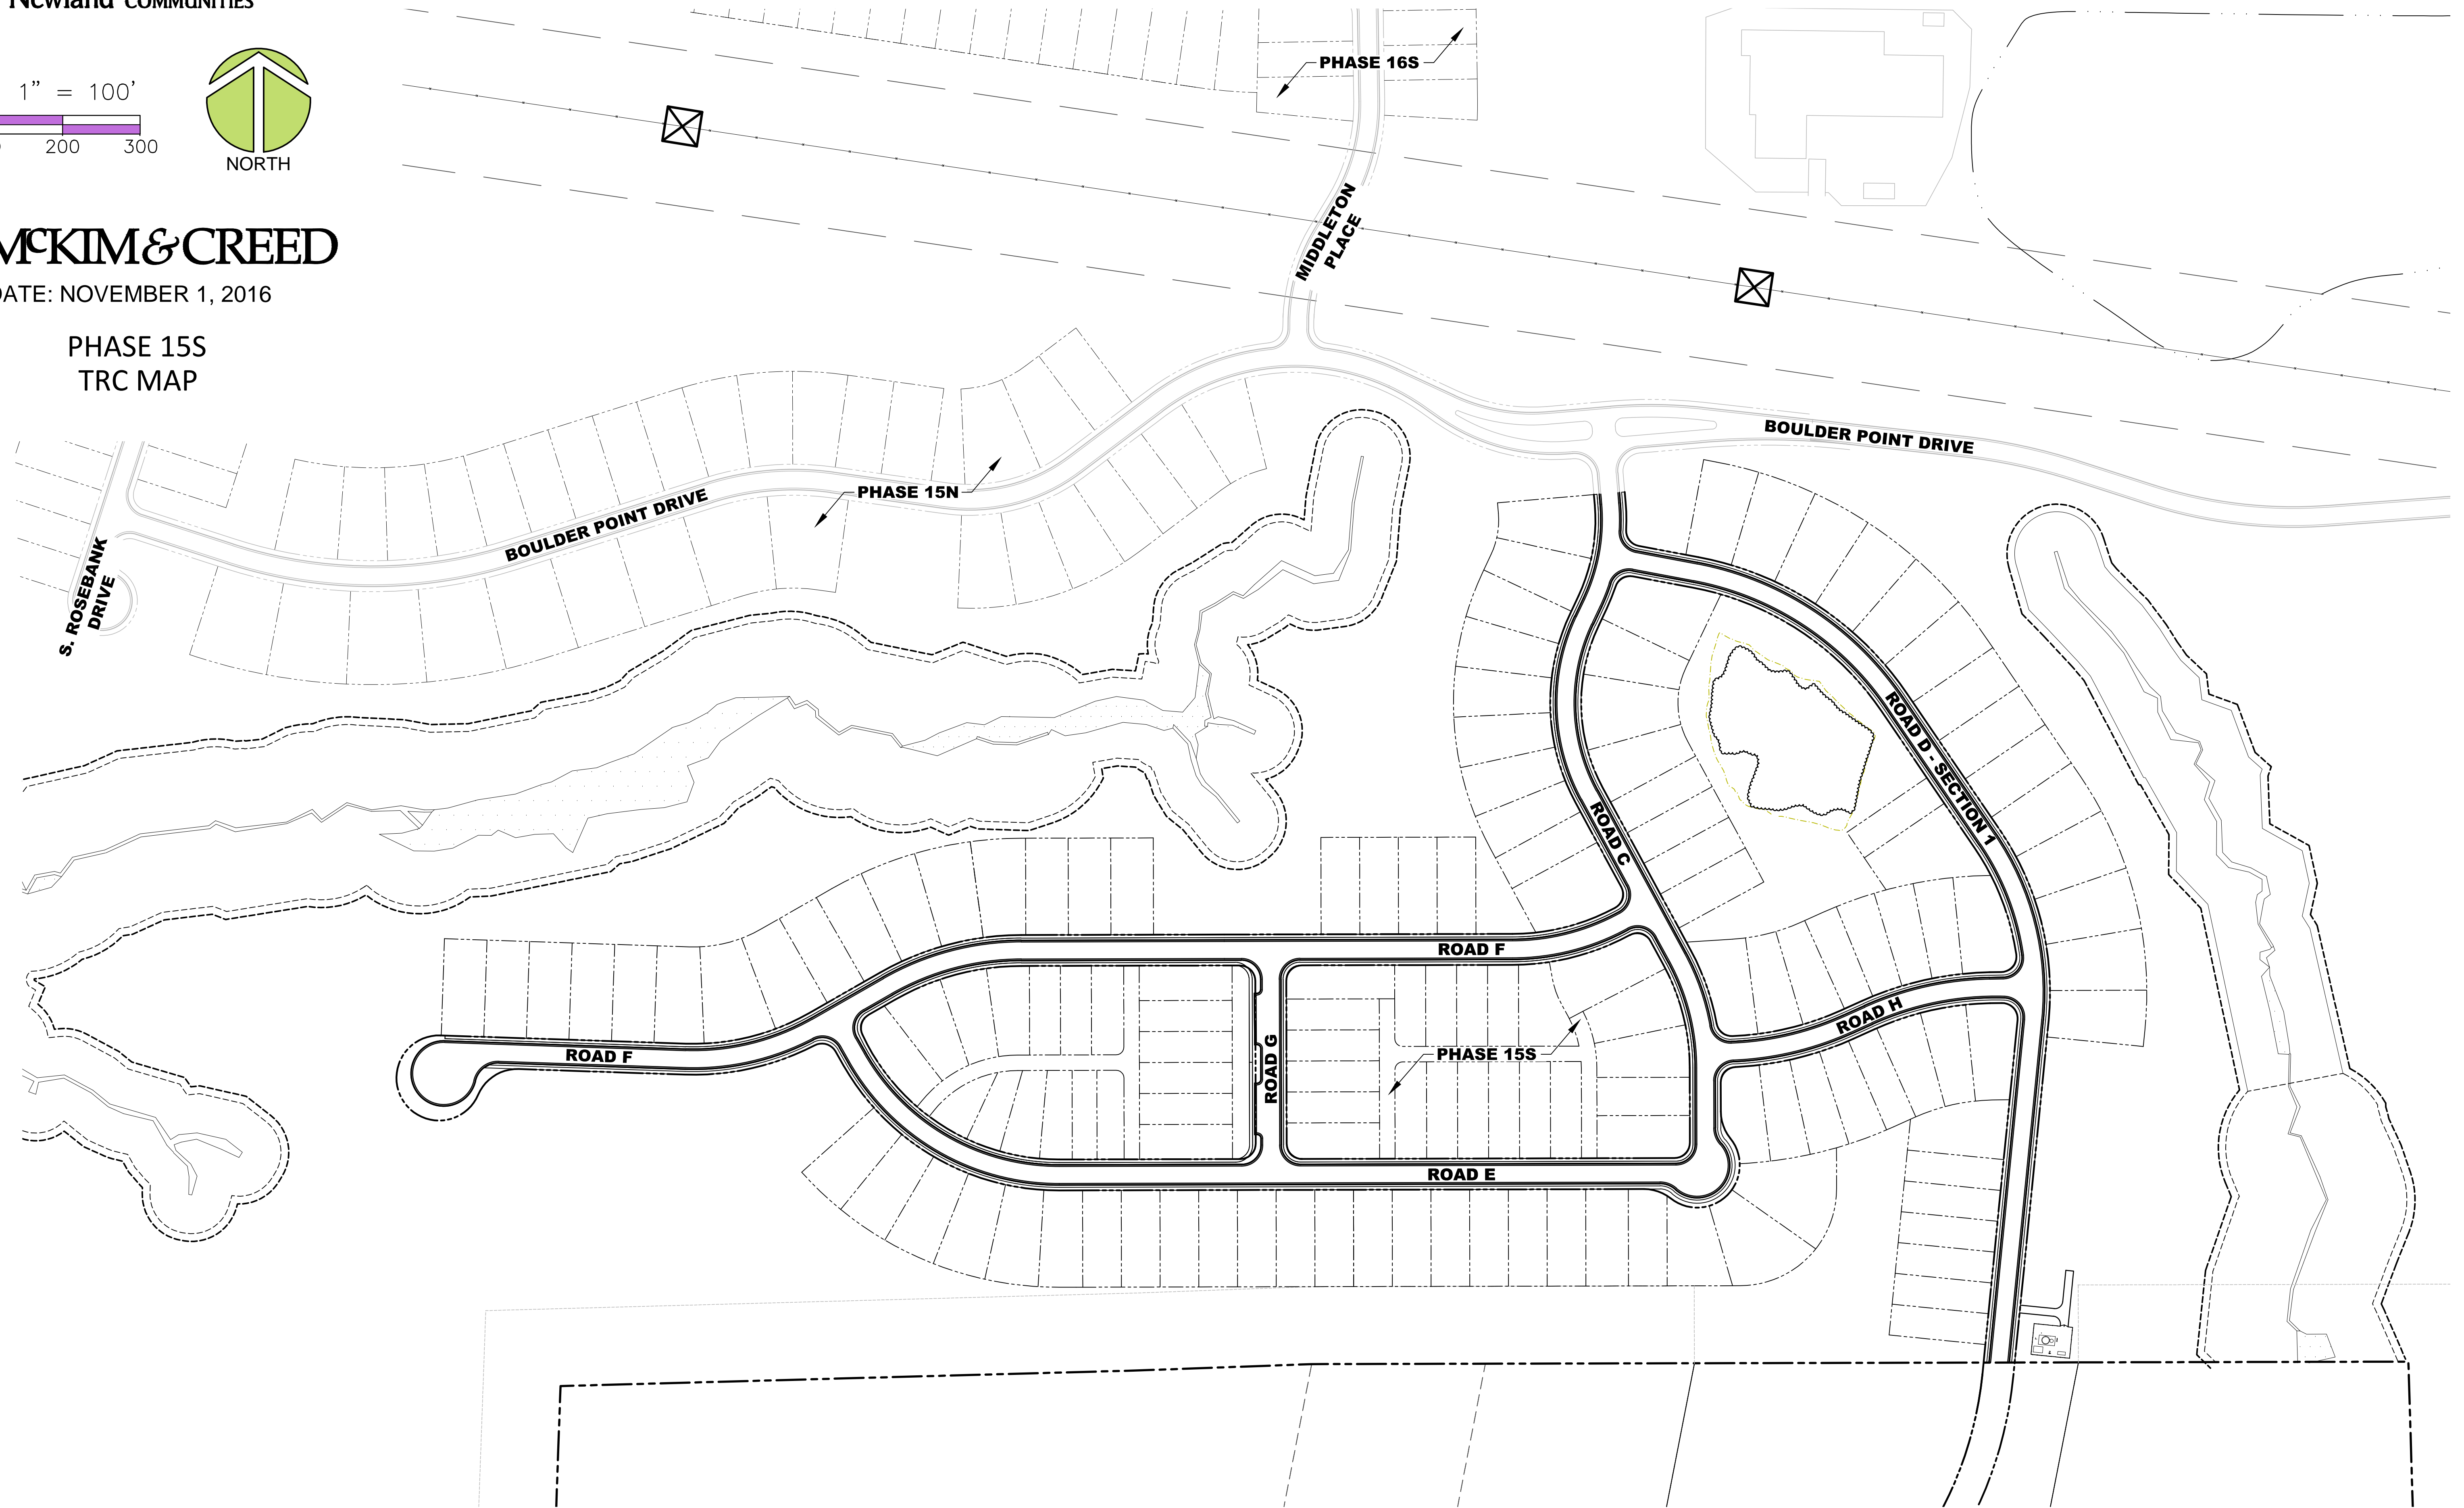 Newland COMMUNITIES
1" = 100'
200 300
NORTH
McKIM&CREED
DATE: NOVEMBER 1, 2016
PHASE 15S
TRC MAP
PHASE 16S
MIDDLETON
PLACE
BOULDER POINT DRIVE
PHASE 15N
BOULDER POINT DRIVE
S. ROSEBANK
DRIVE
ROAD D - SECTION 1
ROAD C
ROAD F
ROAD H
ROAD F
ROAD G
PHASE 15S
ROAD E